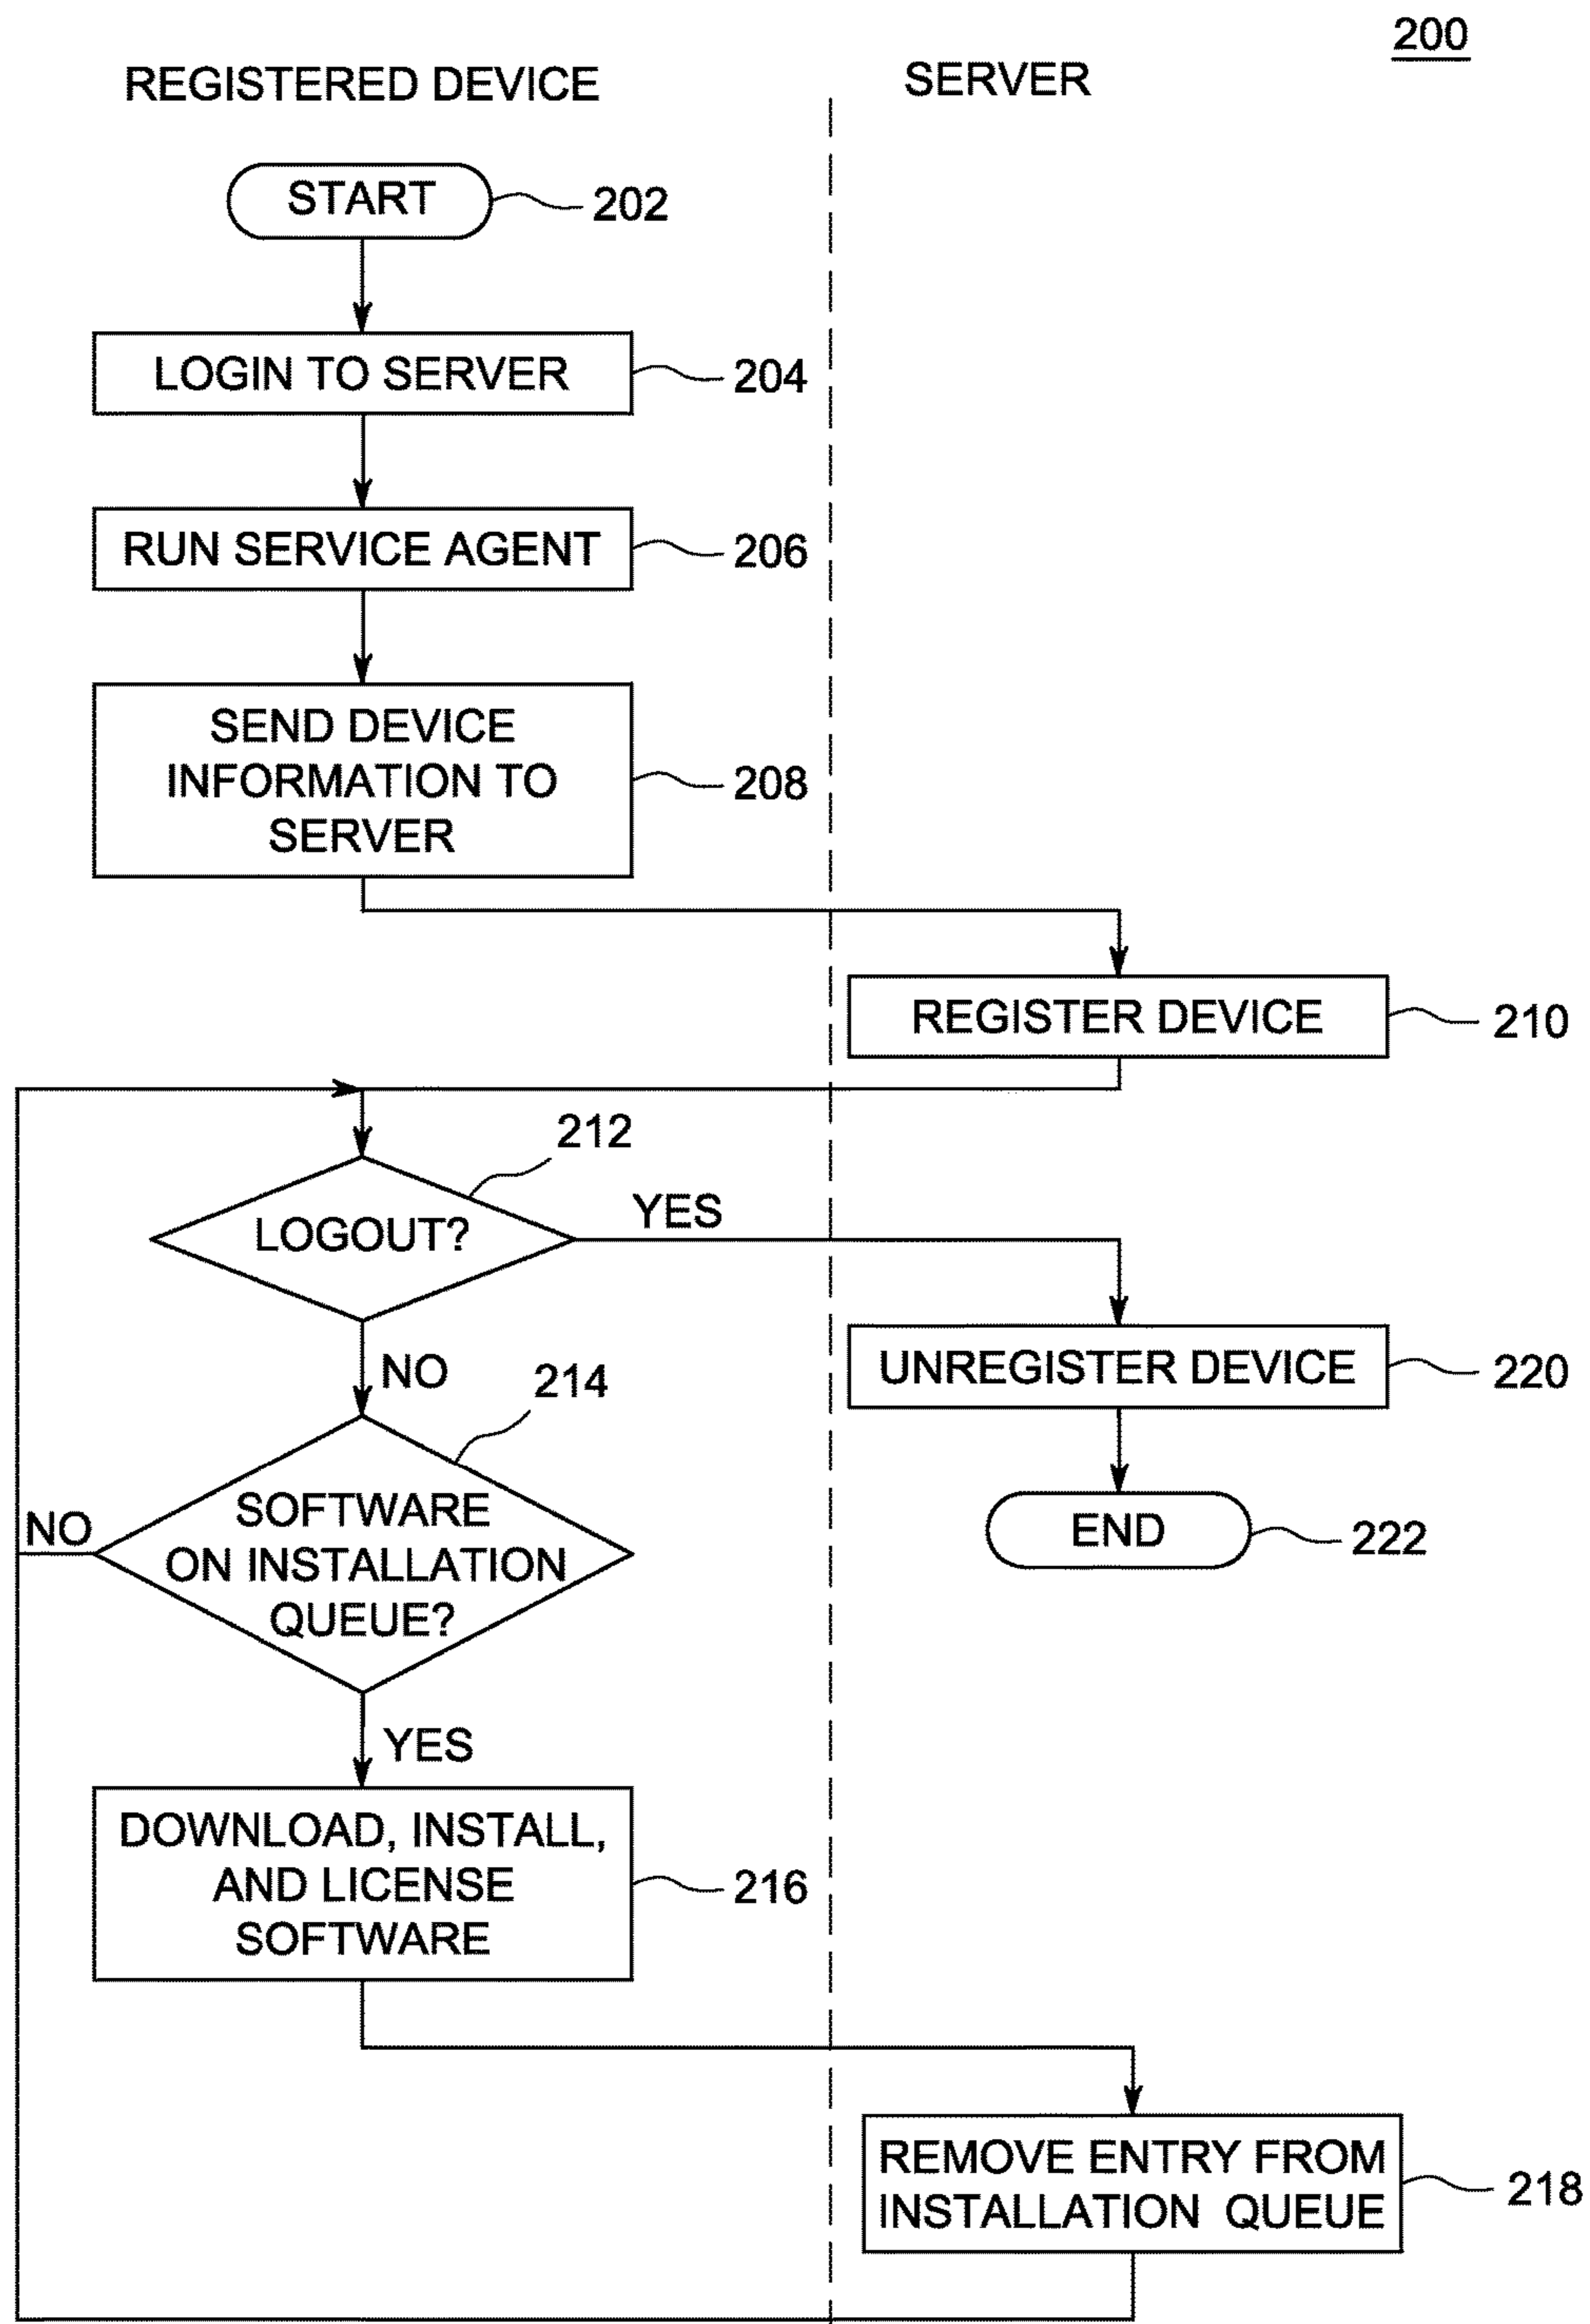 200
REGISTERED DEVICE
SERVER
START
202
LOGIN TO SERVER
204
RUN SERVICE AGENT
206
SEND DEVICE
INFORMATION TO
SERVER
208
REGISTER DEVICE
210
212
LOGOUT?
YES
NO
UNREGISTER DEVICE
220
214
SOFTWARE
ON INSTALLATION
QUEUE?
NO
END
222
YES
DOWNLOAD, INSTALL,
AND LICENSE
SOFTWARE
216
REMOVE ENTRY FROM
INSTALLATION QUEUE
218